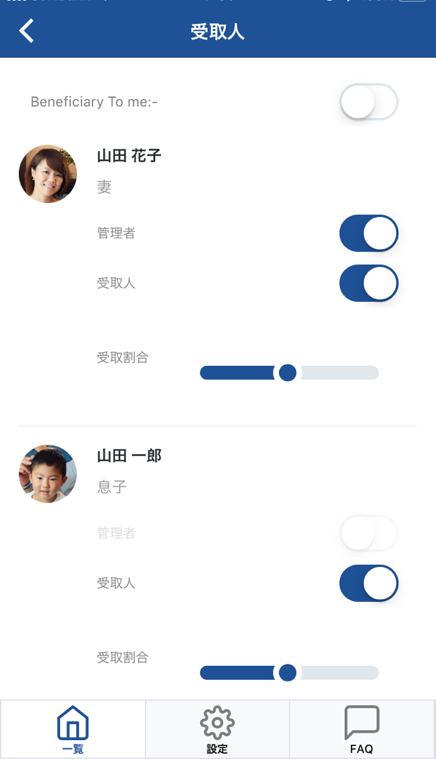 受取人
Beneficiary To me:-
山田 花子
妻
管理者
受取人
受取割合
山田 一郎
息子
管理者
受取人
受取割合
一覧
設定
FAQ